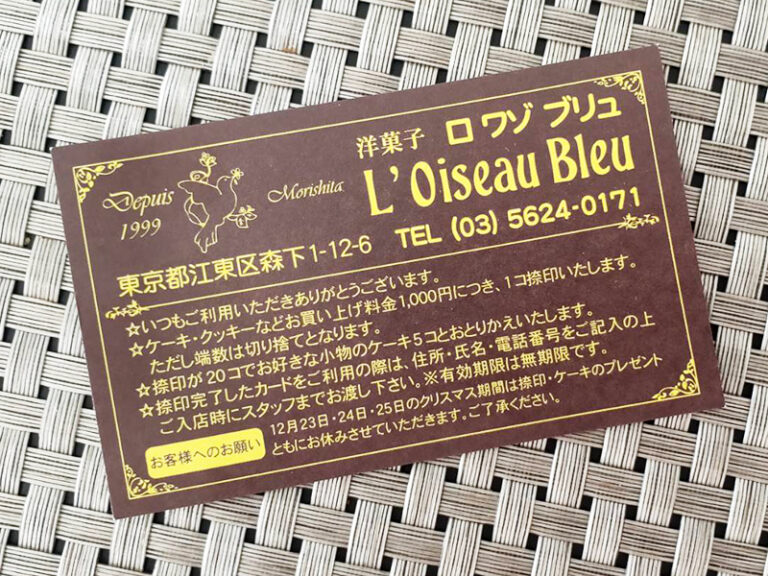 洋菓子 ロワゾ ブリュ
Depuis 1999
Morishita
L'Oiseau Bleu
東京都江東区森下1-12-6
TEL (03) 5624-0171
☆いつもご利用いただきありがとうございます。
☆ケーキ・クッキーなどお買い上げ料金1,000円につき、1コ捺印いたします。
ただし端数は切り捨てとなります。
☆捺印が20コでお好きな小物のケーキ5コとおとりかえいたします。
☆捺印完了したカードをご利用の際は、住所・氏名・電話番号をご記入の上
ご入店時にスタッフまでお渡し下さい。※有効期限は無期限です。
お客様へのお願い
12月23日・24日・25日のクリスマス期間は捺印・ケーキのプレゼント
ともにお休みさせていただきます。ご了承ください。